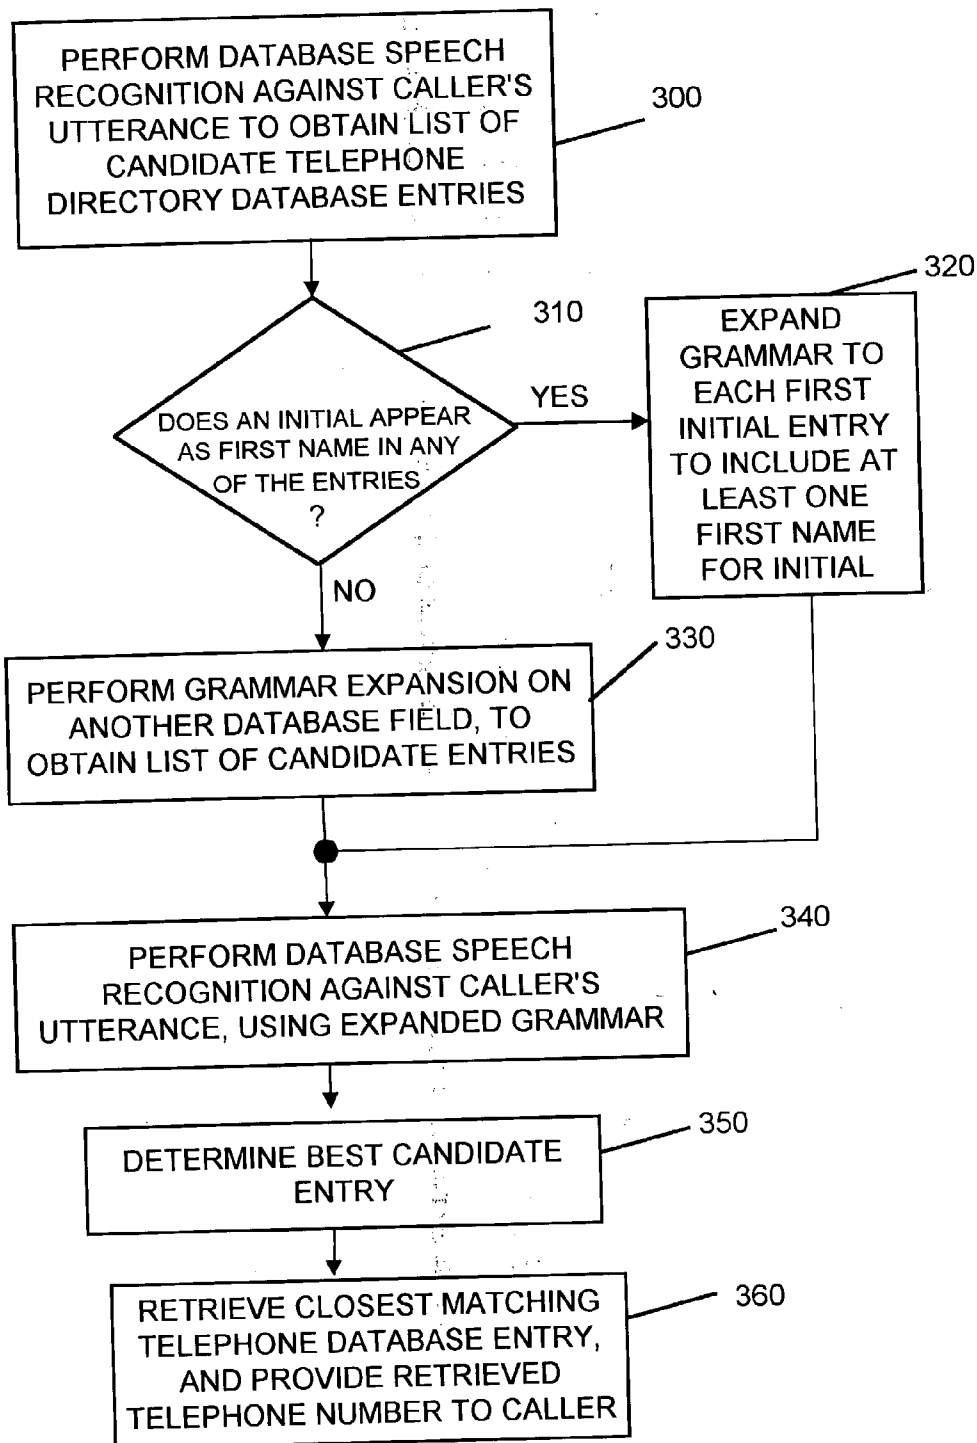 PERFORM DATABASE SPEECH
RECOGNITION AGAINST CALLER'S
UTTERANCE TO OBTAIN LIST OF
CANDIDATE TELEPHONE
DIRECTORY DATABASE ENTRIES
300
320
310
DOES AN INITIAL APPEAR
AS FIRST NAME IN ANY
OF THE ENTRIES
?
YES
EXPAND
GRAMMAR TO
EACH FIRST
INITIAL ENTRY
TO INCLUDE AT
LEAST ONE
FIRST NAME
FOR INITIAL
NO
330
PERFORM GRAMMAR EXPANSION ON
ANOTHER DATABASE FIELD, TO
OBTAIN LIST OF CANDIDATE ENTRIES
340
PERFORM DATABASE SPEECH
RECOGNITION AGAINST CALLER'S
UTTERANCE, USING EXPANDED GRAMMAR
350
DETERMINE BEST CANDIDATE
ENTRY
360
RETRIEVE CLOSEST MATCHING
TELEPHONE DATABASE ENTRY,
AND PROVIDE RETRIEVED
TELEPHONE NUMBER TO CALLER